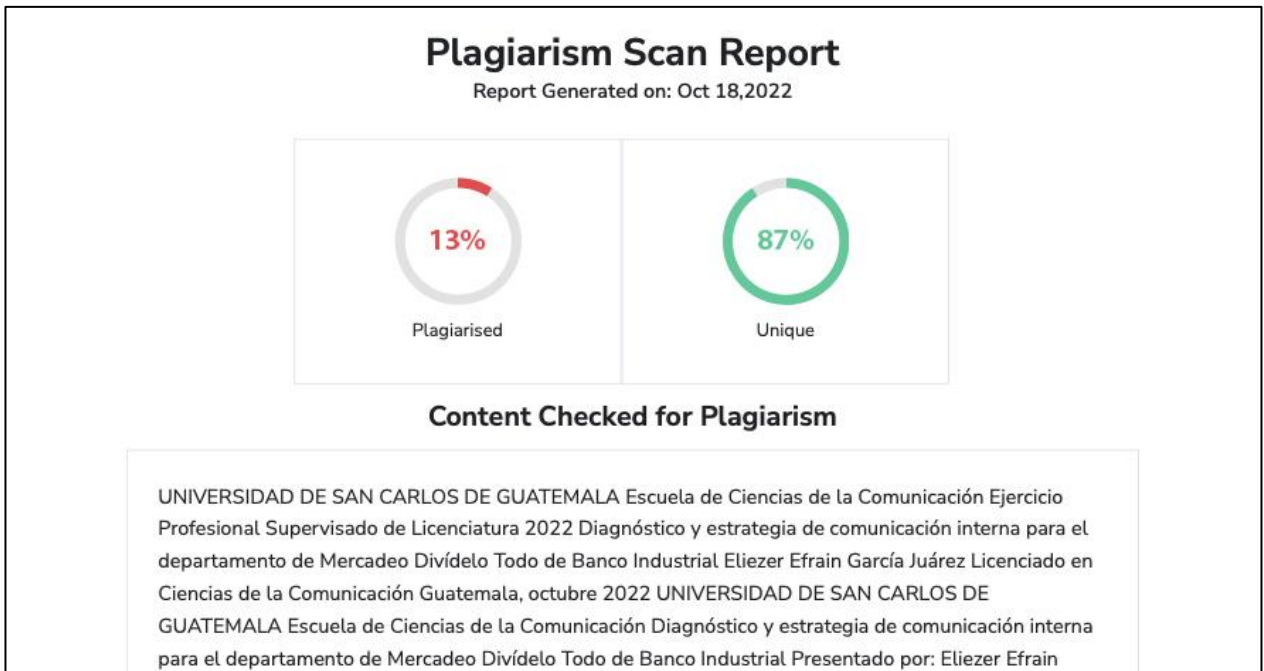 Plagiarism Scan Report
Report Generated on: Oct 18,2022
13%
87%
Plagiarised
Unique
Content Checked for Plagiarism
UNIVERSIDAD DE SAN CARLOS DE GUATEMALA Escuela de Ciencias de la Comunicación Ejercicio
Profesional Supervisado de Licenciatura 2022 Diagnóstico y estrategia de comunicación interna para el
departamento de Mercadeo Divídelo Todo de Banco Industrial Eliezer Efrain García Juárez Licenciado en
Ciencias de la Comunicación Guatemala, octubre 2022 UNIVERSIDAD DE SAN CARLOS DE
GUATEMALA Escuela de Ciencias de la Comunicación Diagnóstico y estrategia de comunicación interna
para el departamento de Mercadeo Divídelo Todo de Banco Industrial Presentado por: Eliezer Efrain